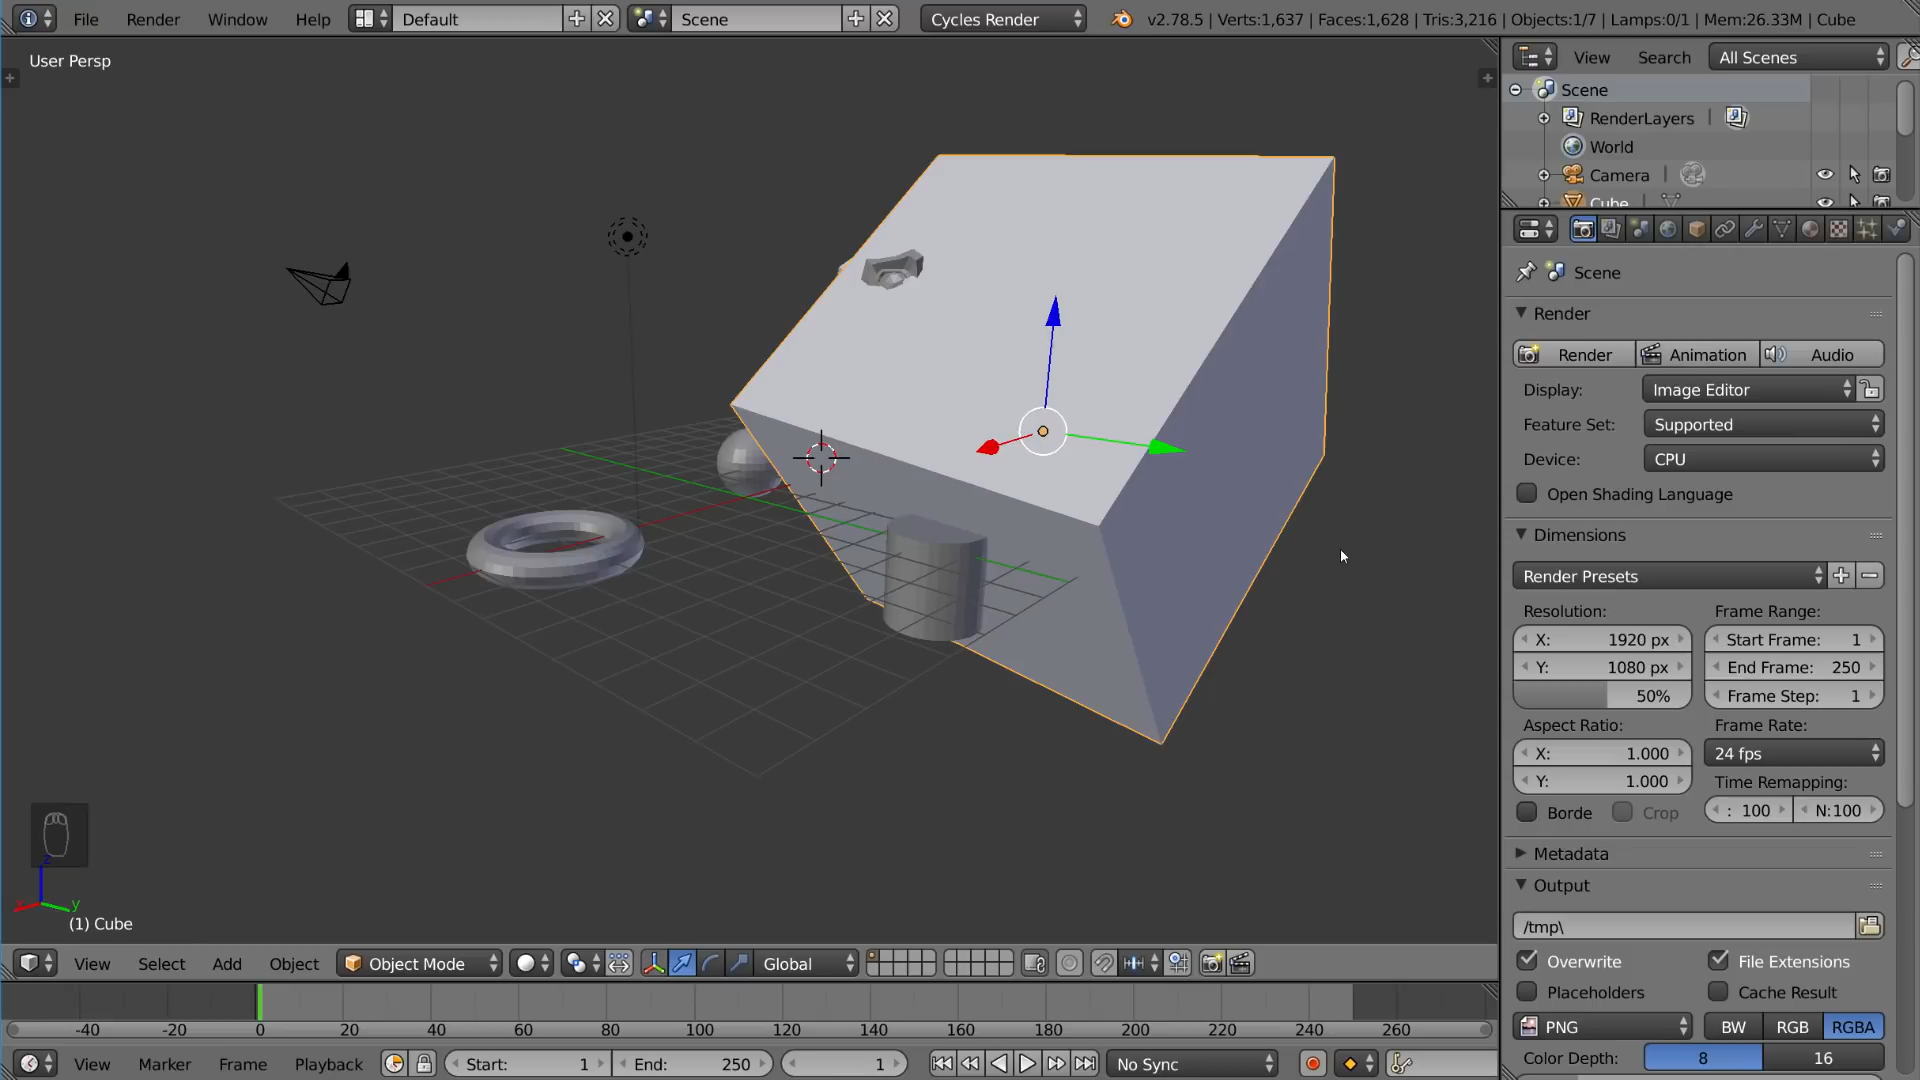 File Render Window Help Default Scene Cycles Render v2.78.5 | Verts:1,637 | Faces:1,628 | Tris:3,216 | Objects:1/7 | Lamps:0/1 | Mem:26.33M | Cube
User Persp
View Search All Scenes
Scene
RenderLayers
World
Camera
Cube
Scene
Render
Render Animation Audio
Display: Image Editor
Feature Set: Supported
Device: CPU
Open Shading Language
Dimensions
Render Presets
Resolution: Frame Range:
X: 1920 px Start Frame: 1
Y: 1080 px End Frame: 250
50% Frame Step: 1
Aspect Ratio: Frame Rate:
X: 1.000 24 fps
Y: 1.000 Time Remapping:
Borde Crop : 100 N:100
Metadata
Output
/tmp\
Overwrite File Extensions
Placeholders Cache Result
PNG BW RGB RGBA
Color Depth: 8 16
z
x y
(1) Cube
View Select Add Object Object Mode Global
-40 -20 0 20 40 60 80 100 120 140 160 180 200 220 240 260
View Marker Frame Playback Start: 1 End: 250 1 No Sync